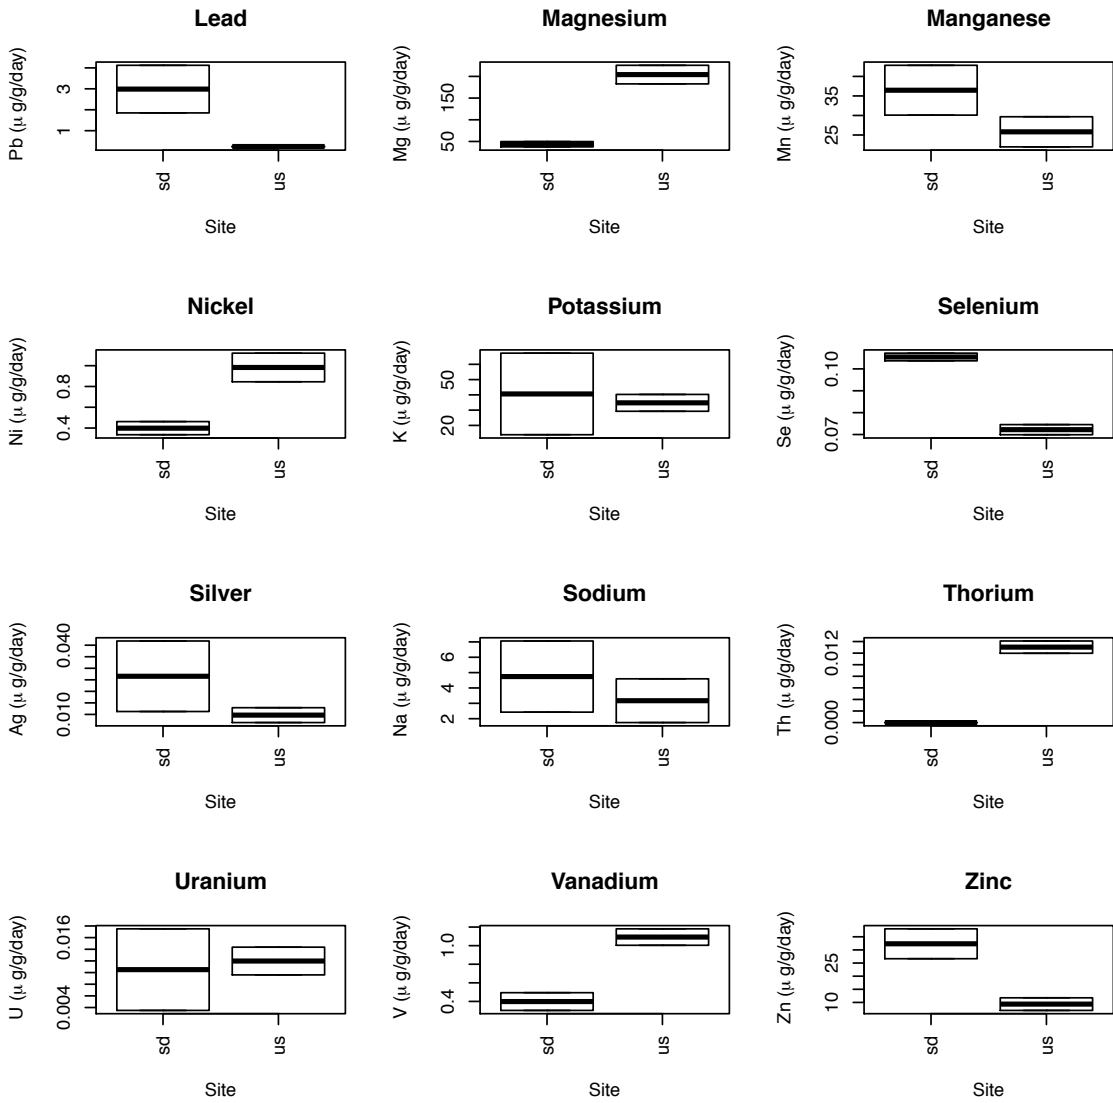 Lead
Pb (μ g/g/day)
3
1
sd
us
Site
Magnesium
Mg (μ g/g/day)
150
50
sd
us
Site
Manganese
Mn (μ g/g/day)
35
25
sd
us
Site
Nickel
Ni (μ g/g/day)
0.8
0.4
sd
us
Site
Potassium
K (μ g/g/day)
50
20
sd
us
Site
Selenium
Se (μ g/g/day)
0.10
0.07
sd
us
Site
Silver
Ag (μ g/g/day)
0.040
0.010
sd
us
Site
Sodium
Na (μ g/g/day)
6
4
2
sd
us
Site
Thorium
Th (μ g/g/day)
0.012
0.000
sd
us
Site
Uranium
U (μ g/g/day)
0.016
0.004
sd
us
Site
Vanadium
V (μ g/g/day)
1.0
0.4
sd
us
Site
Zinc
Zn (μ g/g/day)
25
10
sd
us
Site